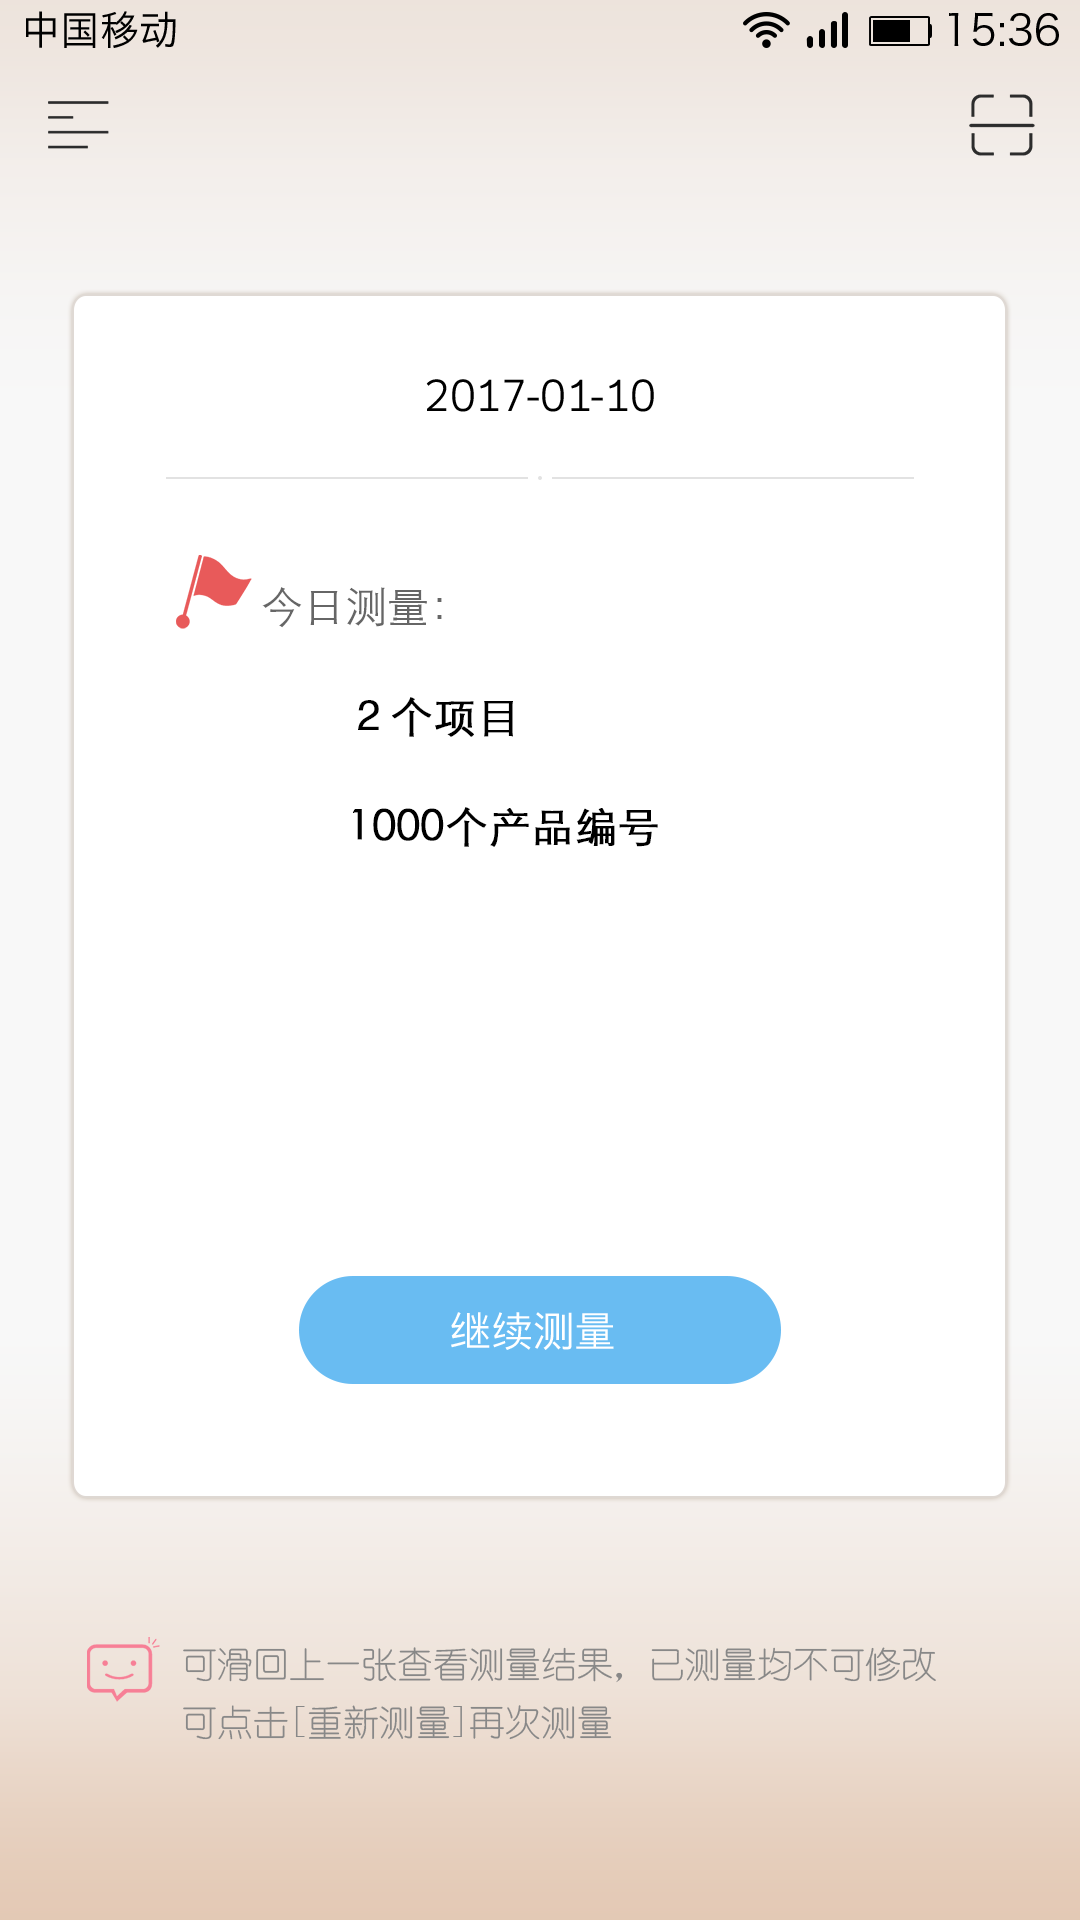 中国移动 15:36
2017-01-10
今日测量:
2 个项目
1000个产品编号
继续测量
可滑回上一张查看测量结果，已测量均不可修改
可点击[重新测量]再次测量